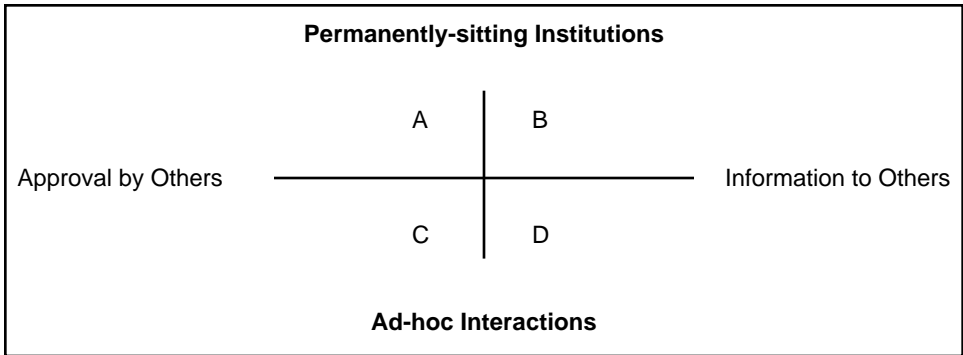 Permanently-sitting Institutions
A B
Approval by Others Information to Others
C D
Ad-hoc Interactions